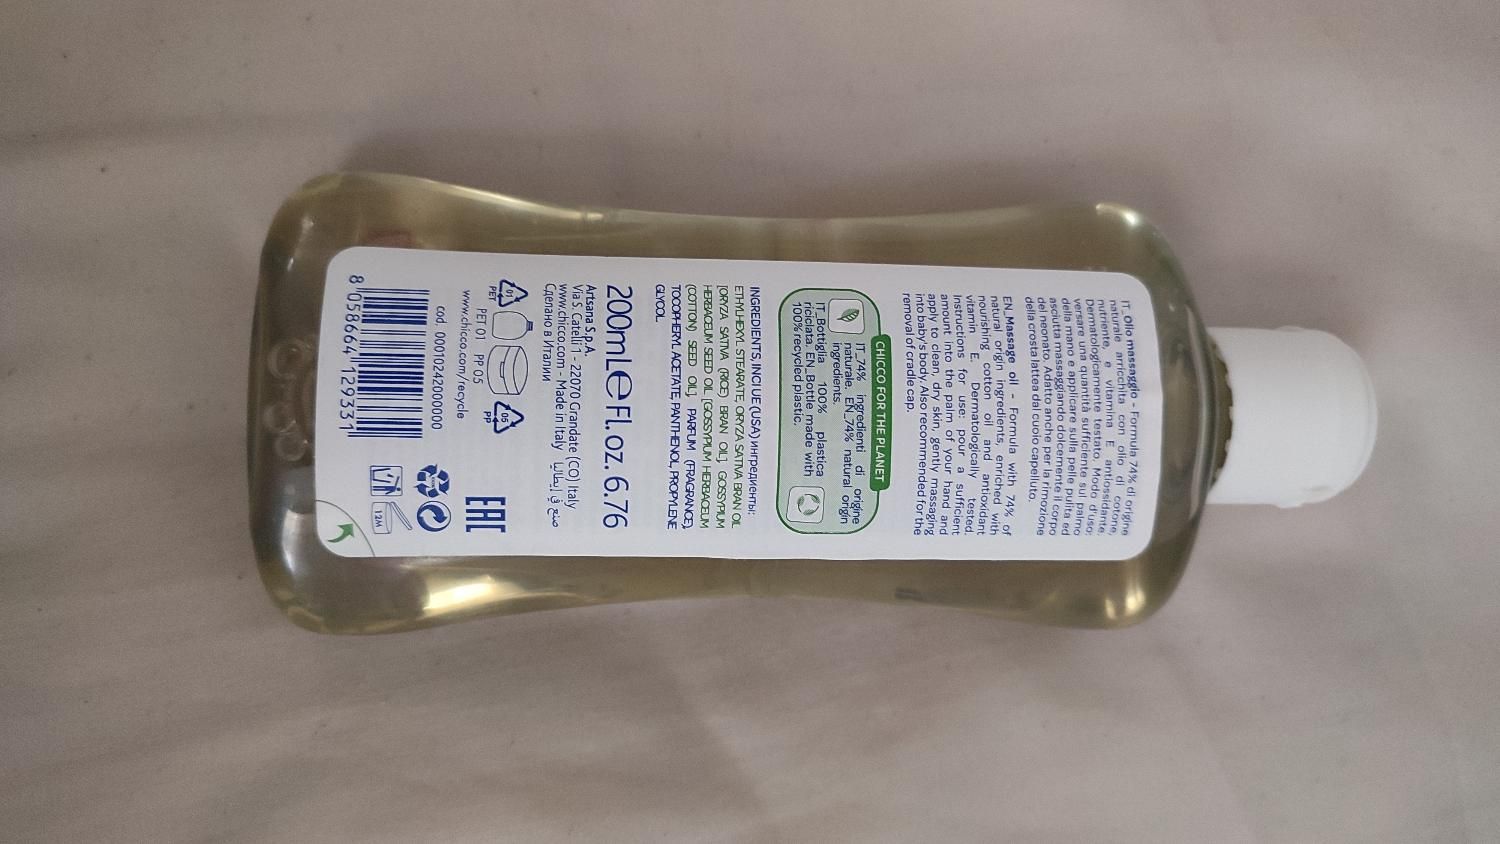 IT_Olio massaggio - Formula 74% di origine
naturale arricchita con olio di cotone,
nutriente, e vitamina E antiossidante.
Dermatologicamente testato. Modo d'uso:
versare una quantità sufficiente sul palmo
della mano e applicare sulla pelle pulita ed
asciutta massaggiando dolcemente il corpo
del neonato. Adatto anche per la rimozione
della crosta lattea dal cuoio capelluto.
EN_Massage oil - Formula with 74% of
natural origin ingredients, enriched with
nourishing cotton oil and antioxidant
vitamin E. Dermatologically tested.
Instructions for use: pour a sufficient
amount into the palm of your hand and
apply to clean, dry skin, gently massaging
into baby's body. Also recommended for the
removal of cradle cap.
CHICCO FOR THE PLANET
IT_74% ingredienti di origine
naturale. EN_74% natural origin
ingredients.
IT_Bottiglia 100% plastica
riciclata. EN_Bottle made with
100% recycled plastic.
INGREDIENTS, INCI UE (USA) ингредиенты:
ETHYLHEXYL STEARATE, ORYZA SATIVA BRAN OIL
[ORYZA SATIVA (RICE) BRAN OIL], GOSSYPIUM
HERBACEUM SEED OIL [GOSSYPIUM HERBACEUM
(COTTON) SEED OIL], PARFUM (FRAGRANCE),
TOCOPHERYL ACETATE, PANTHENOL, PROPYLENE
GLYCOL.
200mL e Fl.oz. 6.76
Artsana S.p.A.
Via S. Catelli 1 - 22070 Grandate (CO) Italy
www.chicco.com - Made in Italy صنع في إيطاليا
Сделано в Италии
01 PET
05 PP
PET 01 PP 05
EAC
www.chicco.com/recycle
cod. 00010242000000
12M
8 058664 129331